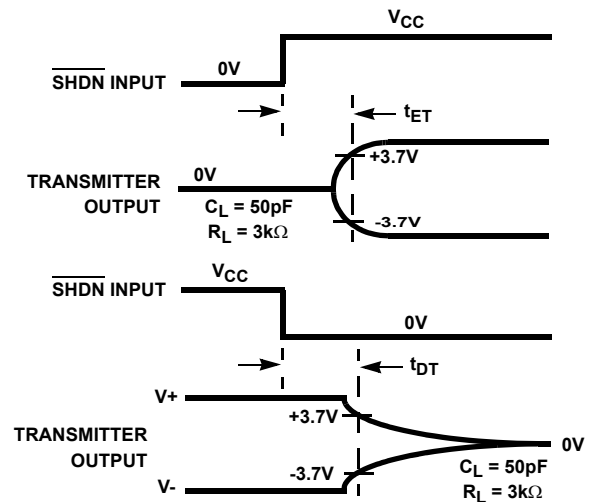 VCC
0V
SHDN INPUT
tET
+3.7V
TRANSMITTER
OUTPUT
0V
CL = 50pF
RL = 3kΩ
-3.7V
VCC
SHDN INPUT
0V
tDT
V+
+3.7V
TRANSMITTER
OUTPUT
0V
-3.7V
CL = 50pF
RL = 3kΩ
V-